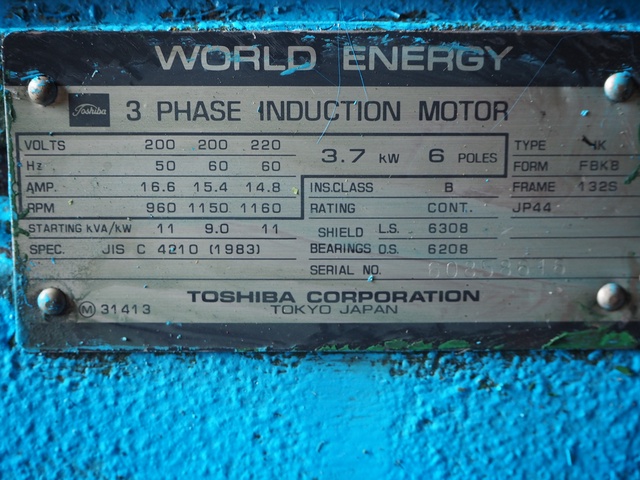 WORLD ENERGY
Toshiba 3 PHASE INDUCTION MOTOR
VOLTS 200 200 220
Hz 50 60 60
AMP. 16.6 15.4 14.8
RPM 960 1150 1160
STARTING kVA/kW 11 9.0 11
SPEC. JIS C 4210 (1983)
3.7 kW 6 POLES
INS.CLASS B
RATING CONT.
SHIELD BEARINGS L.S. 6308
O.S. 6208
SERIAL NO.
TYPE
FORM FBKB
FRAME 132S
JP44
TOSHIBA CORPORATION
TOKYO JAPAN
M 31413